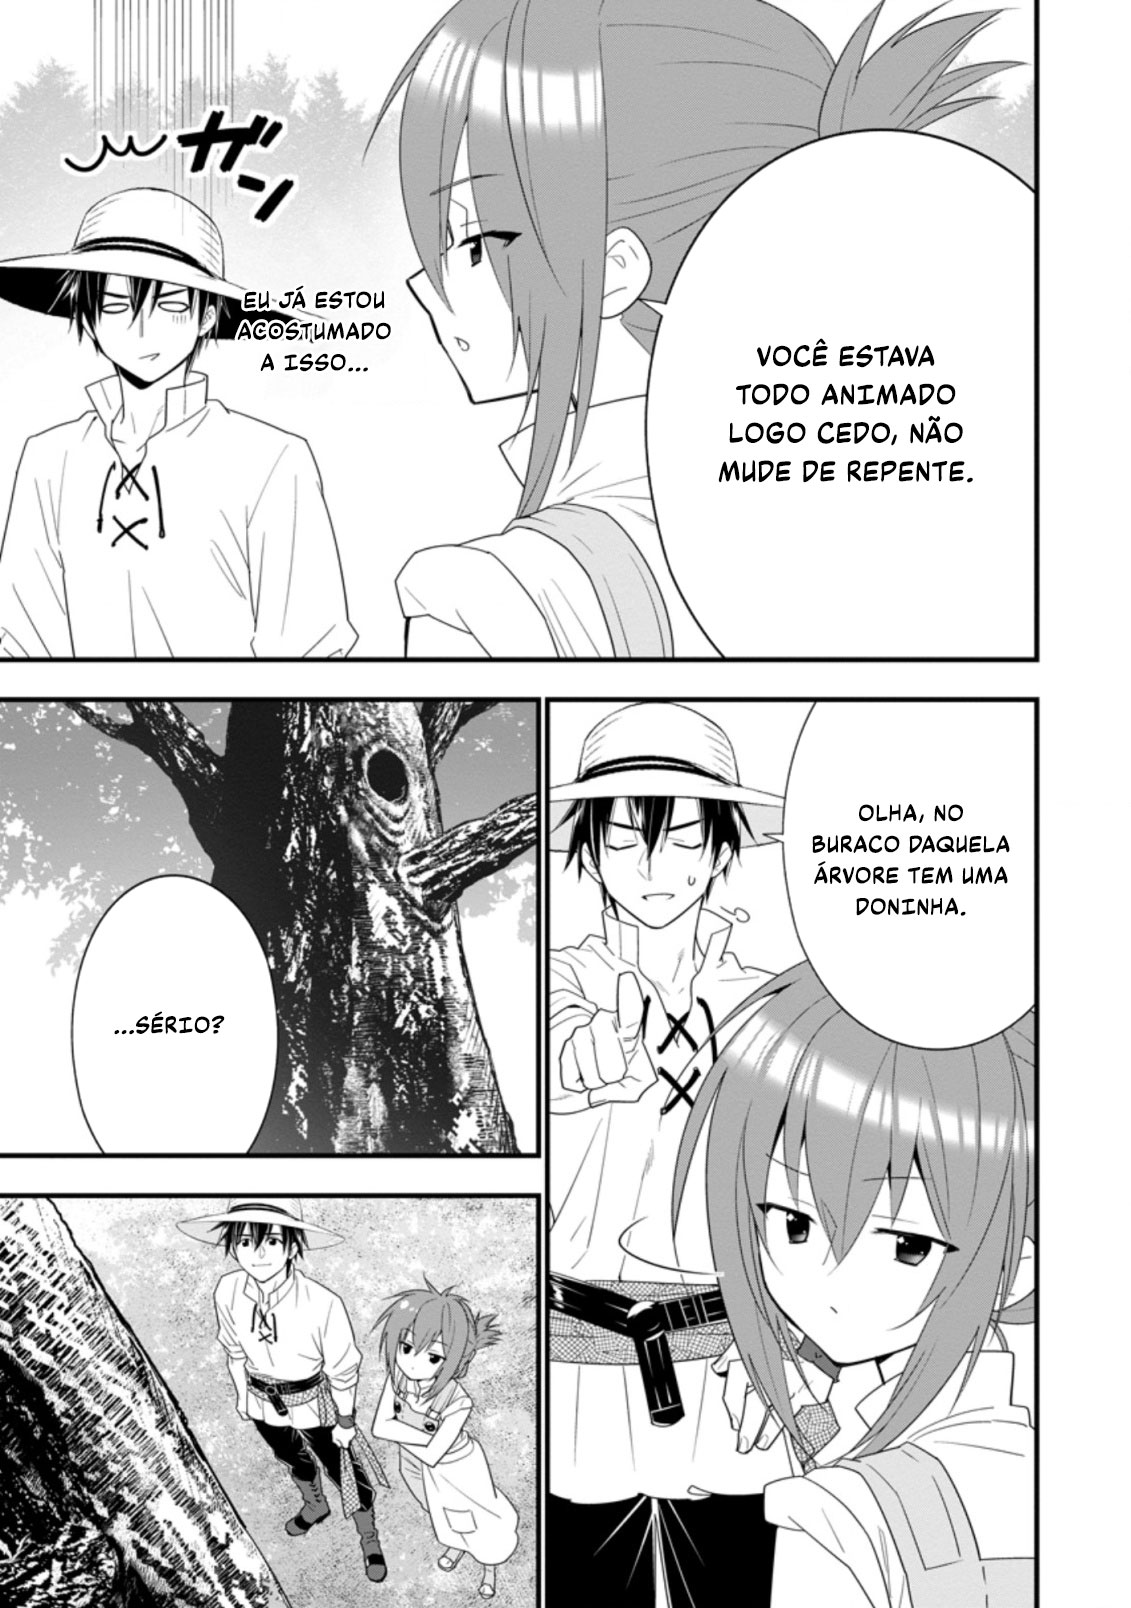 VOCÊ ESTAVA
TODO ANIMADO
LOGO CEDO, NÃO
MUDE DE REPENTE.
ガーン
EU JÁ ESTOU
ACOSTUMADO
A ISSO...
OLHA, NO
BURACO DAQUELA
ÁRVORE TEM UMA
DONINHA.
...SÉRIO?